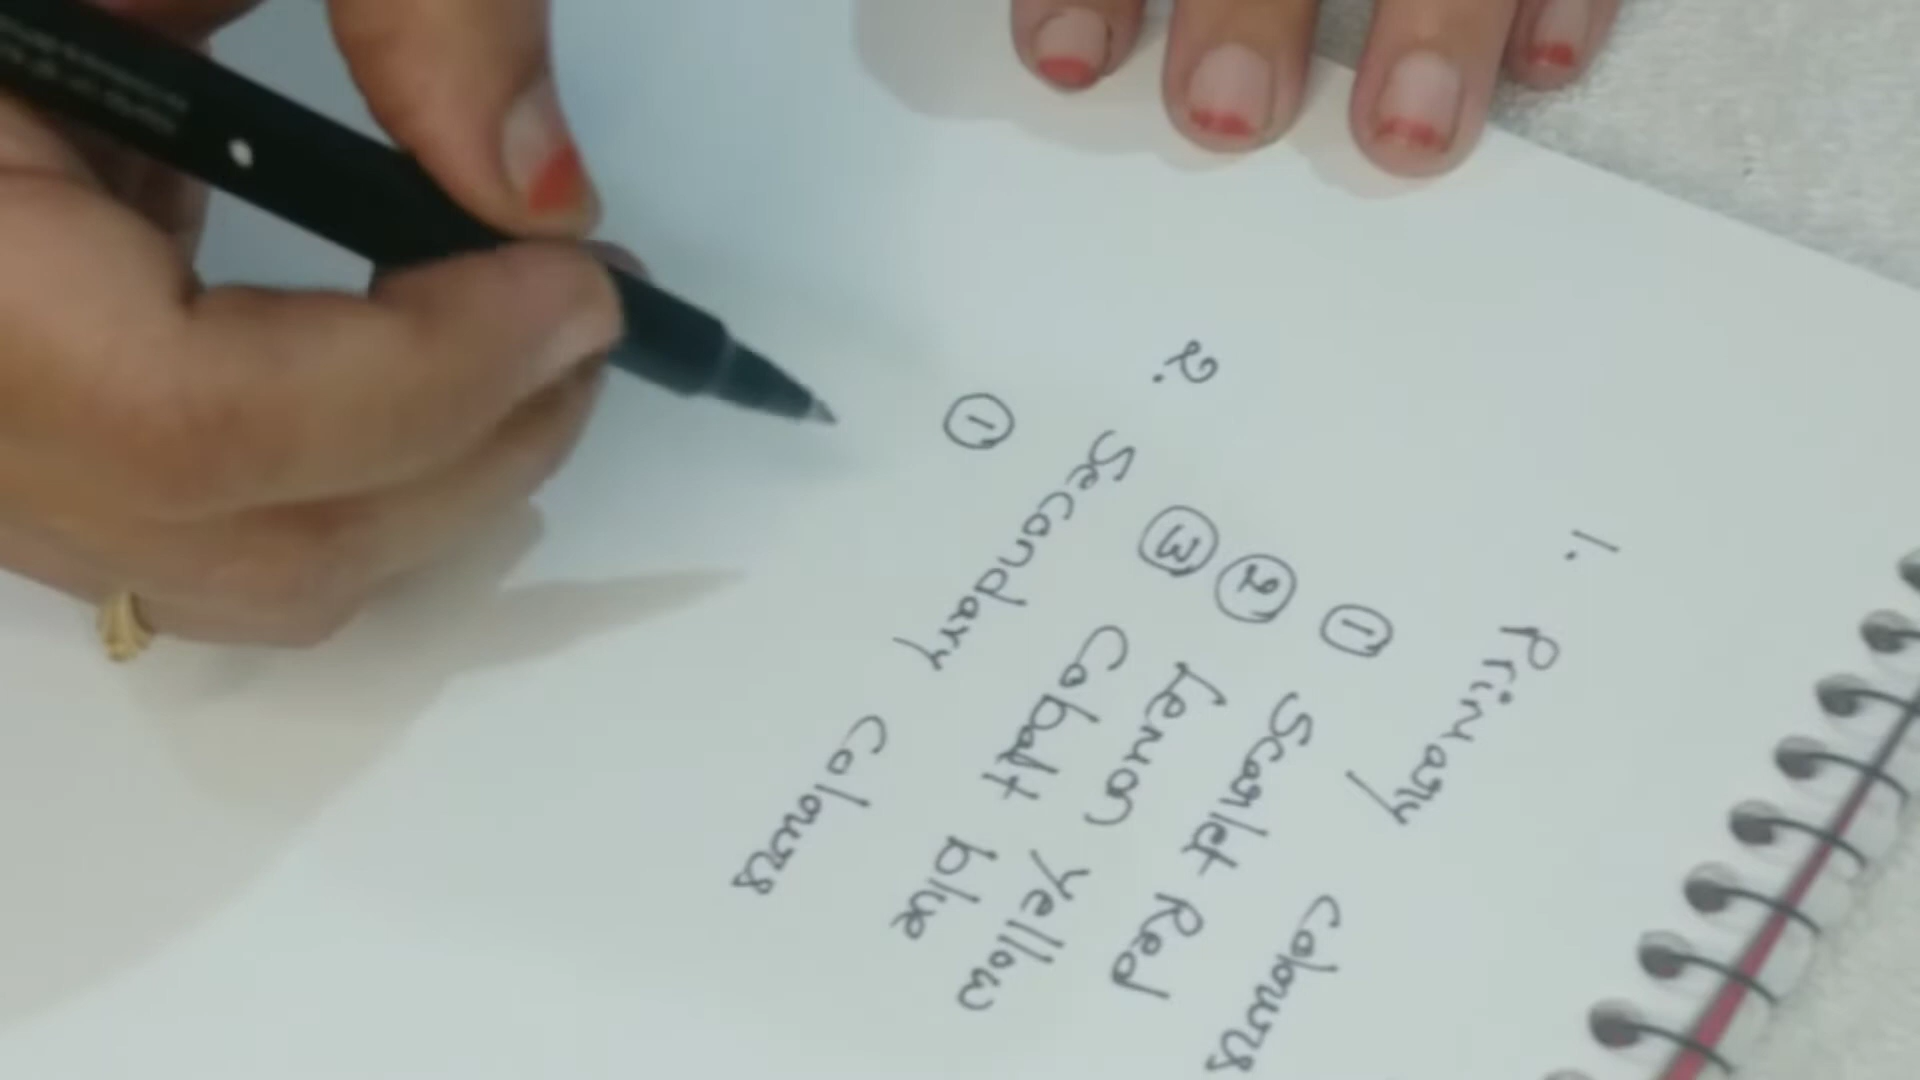 1. Primary colours
① Scarlet Red
② Lemon Yellow
③ Cobalt blue
2. Secondary Colours
①